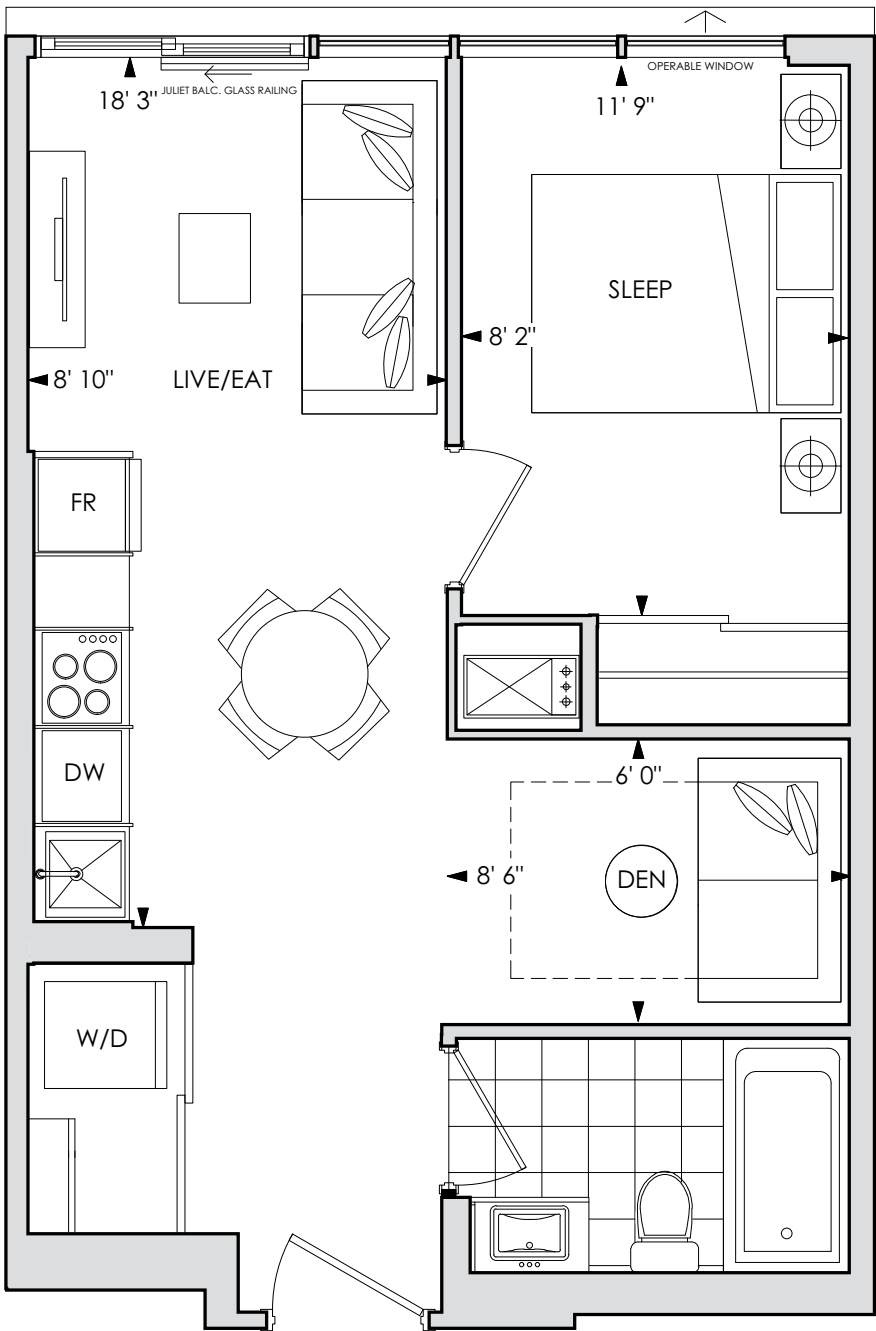 OPERABLE WINDOW
JULIET BALC. GLASS RAILING
18' 3"
11' 9"
SLEEP
8' 2"
8' 10"
LIVE/EAT
FR
DW
6' 0"
8' 6"
DEN
W/D